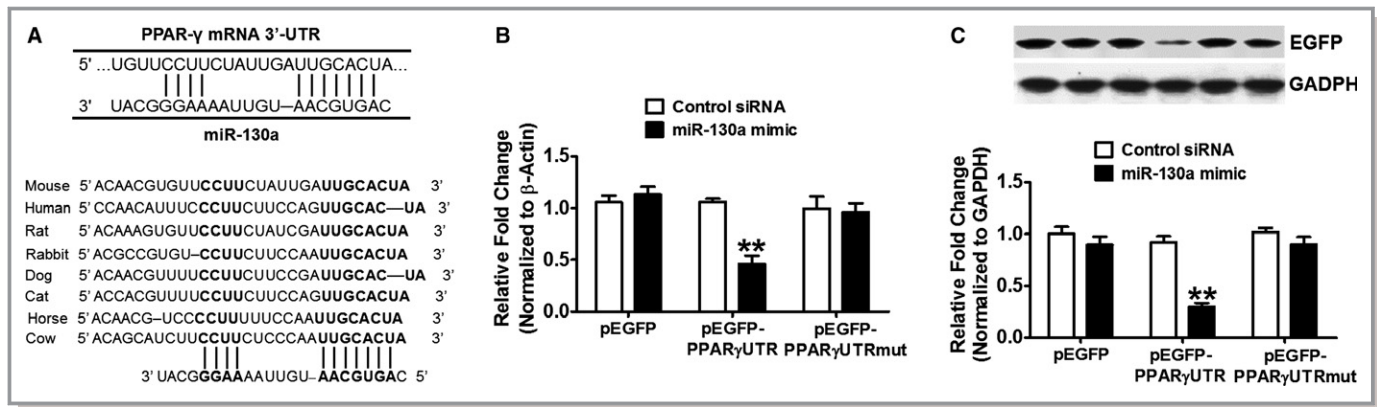 A
PPAR-γ mRNA 3'-UTR
5' ...UGUUCCUUCUAUUGAUUGCACUA...
3' UACGGGAAAAUUGU–AACGUGAC
miR-130a
Mouse 5' ACAACGUGUUCCUUCUAUUGAUUGCACUA 3'
Human 5' CCAACAUUUCCCUUCUUCCAGUUGCAC—UA 3'
Rat 5' ACAAAGUGUUCCUUCUAUCGAUUGCACUA 3'
Rabbit 5' ACGCCGUGU–CCUUCUUCCAAUUGCACUA 3'
Dog 5' ACAACGUUUUCCUUCUUCCGAUUGCAC—UA 3'
Cat 5' ACCACGUUUUCCUUCUUCCAGUUGCACUA 3'
Horse 5' ACAACG–UCCCCUUUUUCCAAUUGCACUA 3'
Cow 5' ACAGCAUCUUCCUUCUCCCAAUUGCACUA 3'
3' UACGGGAAAAUUGU–AACGUGAC 5'
B
Control siRNA
miR-130a mimic
Relative Fold Change
(Normalized to β-Actin)
1.5
1.0
0.5
0.0
**
pEGFP
pEGFP-
PPARγUTR
pEGFP-
PPARγUTRmut
C
EGFP
GADPH
Control siRNA
miR-130a mimic
Relative Fold Change
(Normalized to GAPDH)
1.5
1.0
0.5
0.0
**
pEGFP
pEGFP-
PPARγUTR
pEGFP-
PPARγUTRmut